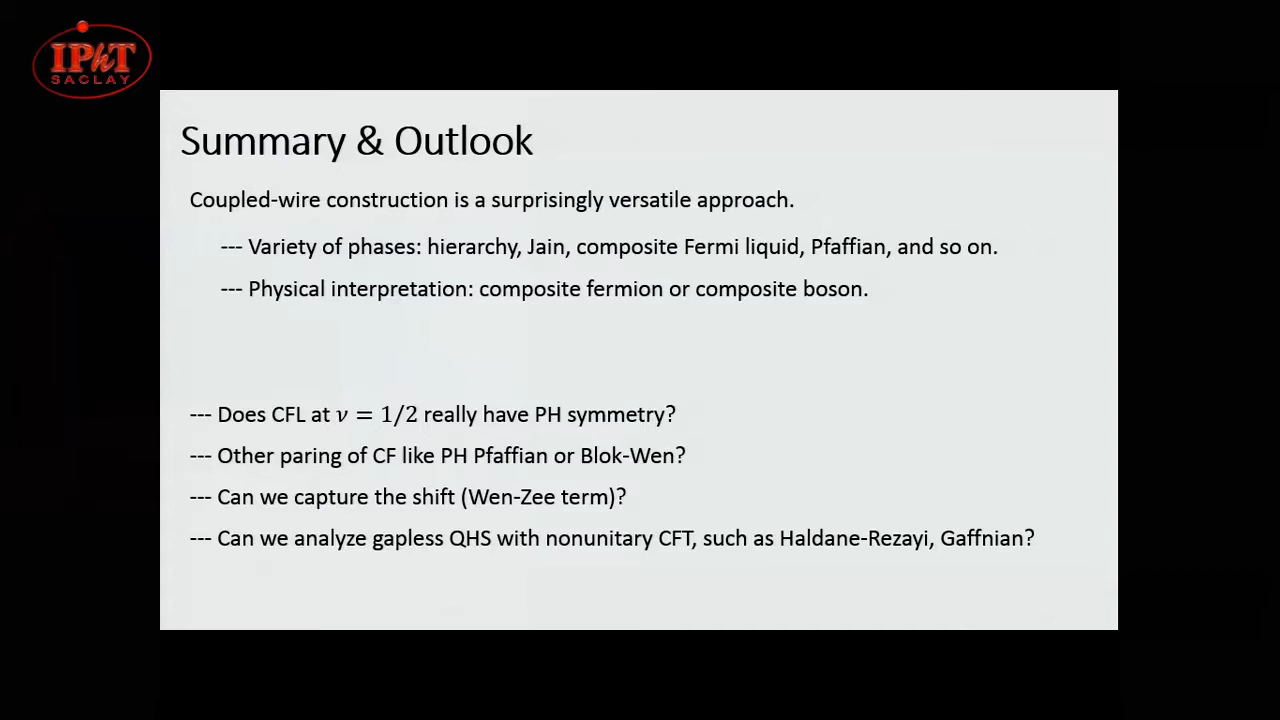 IPhT
SACLAY
Summary & Outlook
Coupled-wire construction is a surprisingly versatile approach.
--- Variety of phases: hierarchy, Jain, composite Fermi liquid, Pfaffian, and so on.
--- Physical interpretation: composite fermion or composite boson.
--- Does CFL at ν = 1/2 really have PH symmetry?
--- Other paring of CF like PH Pfaffian or Blok-Wen?
--- Can we capture the shift (Wen-Zee term)?
--- Can we analyze gapless QHS with nonunitary CFT, such as Haldane-Rezayi, Gaffnian?